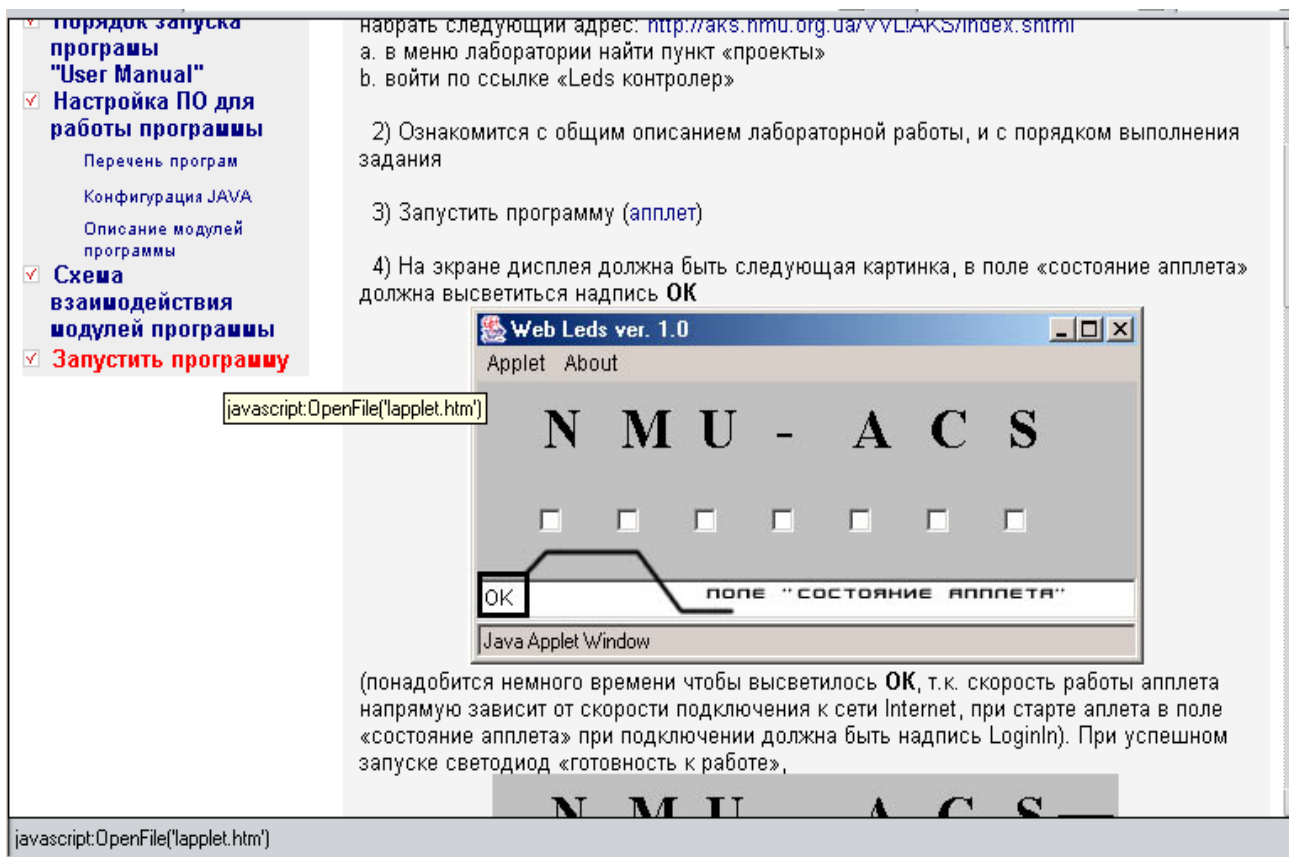 Порядок запуска
програмы
"User Manual"
Настройка ПО для
работы программы
Перечень програм
Конфигурация JAVA
Описание модулей
программы
Схема
взаимодействия
модулей программы
Запустить программу
набрать следующий адрес: http://aks.nmu.org.ua/VVL/AKS/index.shtml
a. в меню лаборатории найти пункт «проекты»
b. войти по ссылке «Leds контролер»
2) Ознакомится с общим описанием лабораторной работы, и с порядком выполнения
задания
3) Запустить программу (апплет)
4) На экране дисплея должна быть следующая картинка, в поле «состояние апплета»
должна высветиться надпись OK
Web Leds ver. 1.0
Applet About
javascript:OpenFile('lapplet.htm')
N M U - A C S
OK
ПОЛЕ "СОСТОЯНИЕ АППЛЕТА"
Java Applet Window
(понадобится немного времени чтобы высветилось OK, т.к. скорость работы апплета
напрямую зависит от скорости подключения к сети Internet, при старте аплета в поле
«состояние апплета» при подключении должна быть надпись LoginIn). При успешном
запуске светодиод «готовность к работе»,
N M U A C S
javascript:OpenFile('lapplet.htm')